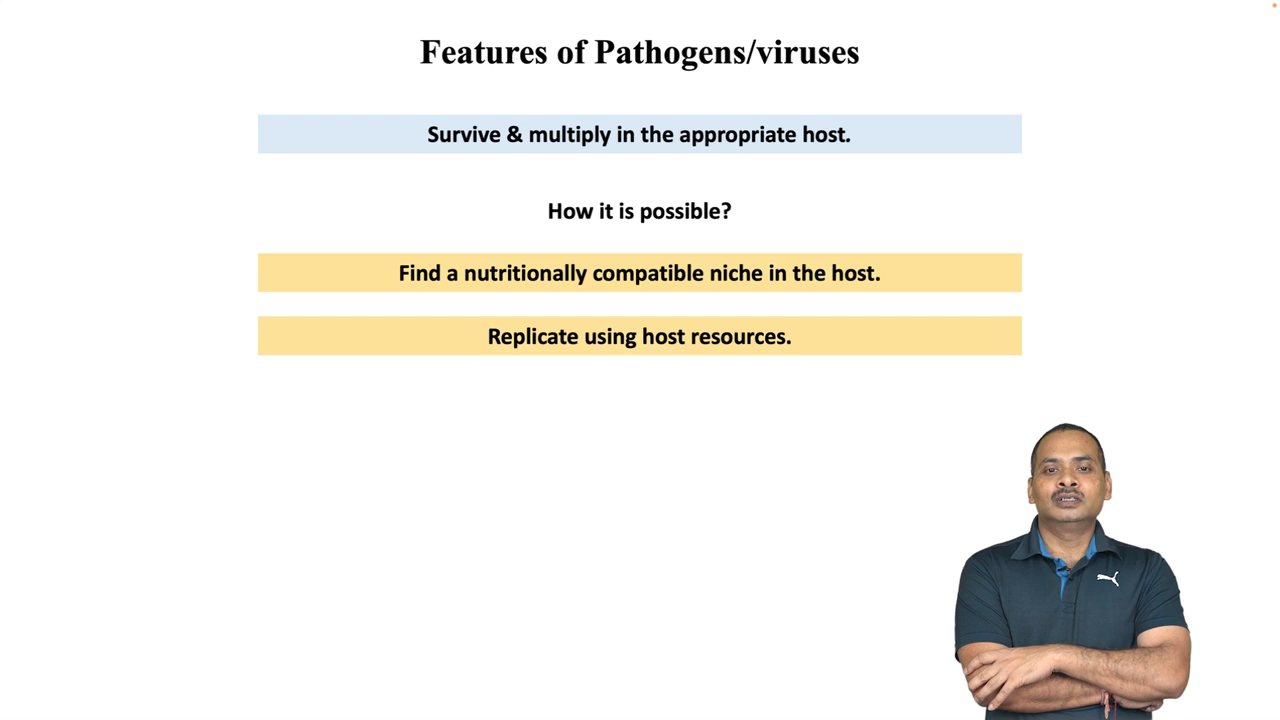 Features of Pathogens/viruses
Survive & multiply in the appropriate host.
How it is possible?
Find a nutritionally compatible niche in the host.
Replicate using host resources.